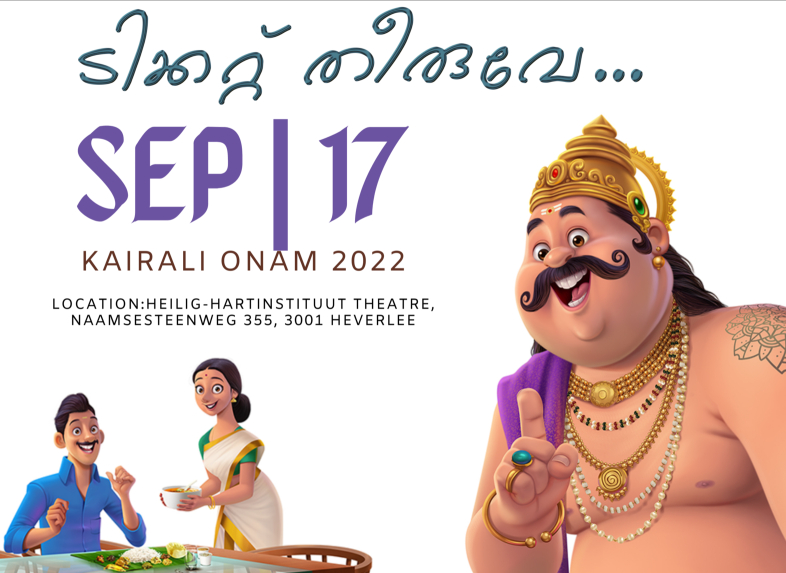 ടിക്കറ്റ് തീരുവേ...
SEP | 17
KAIRALI ONAM 2022
LOCATION:HEILIG-HARTINSTITUUT THEATRE,
NAAMSESTEENWEG 355, 3001 HEVERLEE